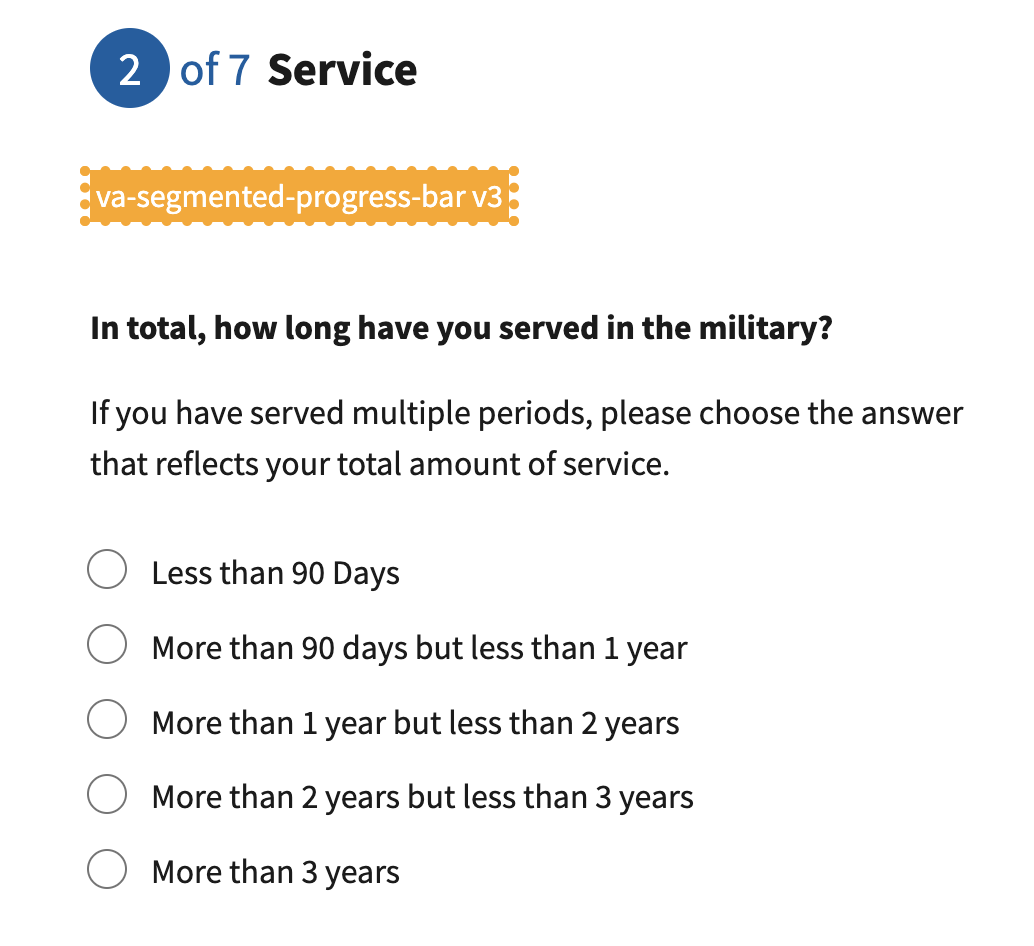 2 of 7 Service
va-segmented-progress-bar v3
In total, how long have you served in the military?
If you have served multiple periods, please choose the answer
that reflects your total amount of service.
Less than 90 Days
More than 90 days but less than 1 year
More than 1 year but less than 2 years
More than 2 years but less than 3 years
More than 3 years